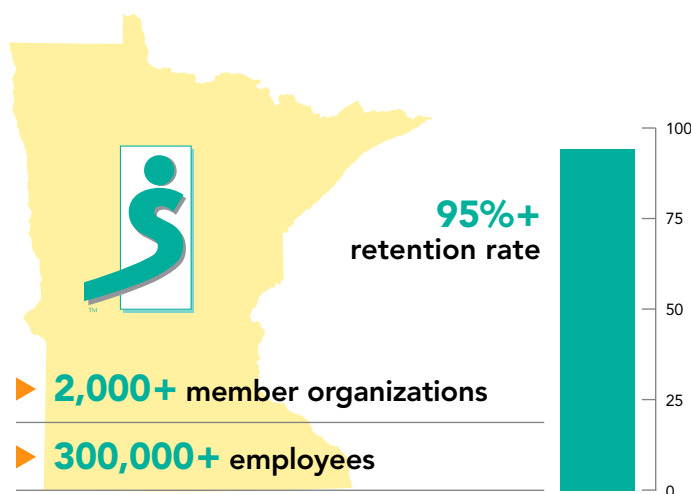 95%+
retention rate
100
75
50
25
0
TM
2,000+ member organizations
300,000+ employees